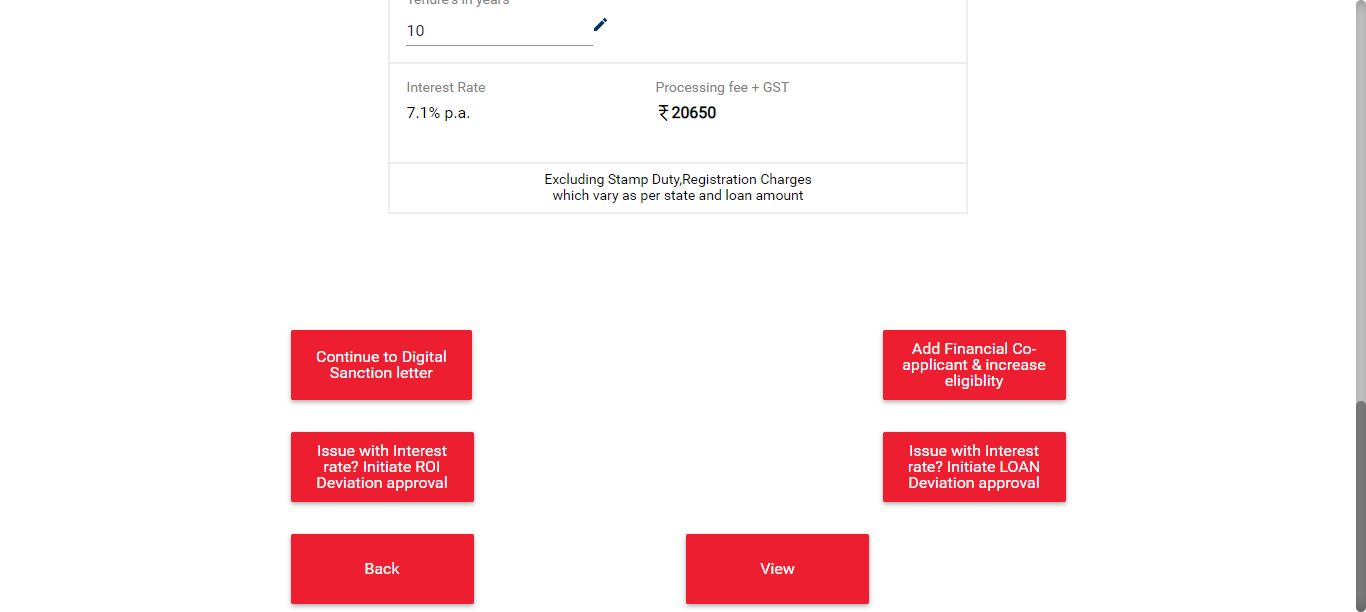 Tenure's in years
10
Interest Rate
Processing fee + GST
7.1% p.a.
₹ 20650
Excluding Stamp Duty,Registration Charges
which vary as per state and loan amount
Continue to Digital
Sanction letter
Add Financial Co-
applicant & increase
eligiblity
Issue with Interest
rate? Initiate ROI
Deviation approval
Issue with Interest
rate? Initiate LOAN
Deviation approval
Back
View